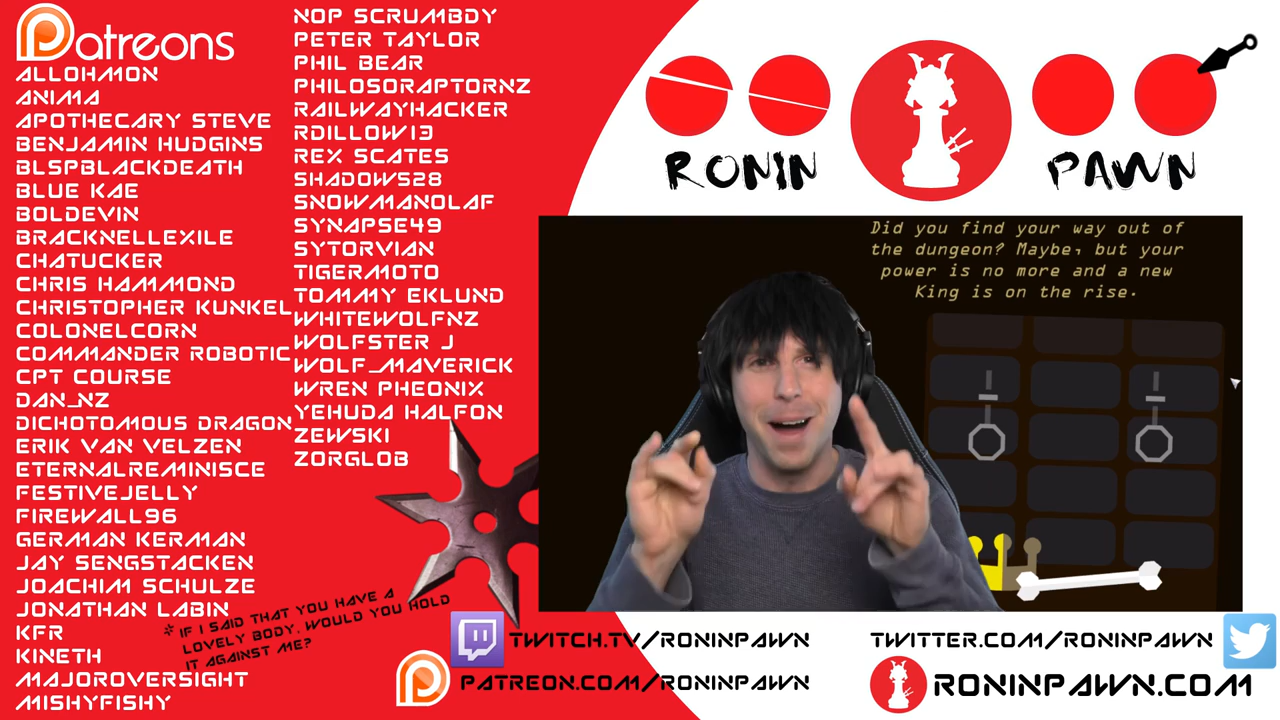 Patreons
ALLOHMON
ANIMA
APOTHECARY STEVE
BENJAMIN HUDGINS
BLSPBLACKDEATH
BLUE KAE
BOLDEVIN
BRACKNELLEXILE
CHATUCKER
CHRIS HAMMOND
CHRISTOPHER KUNKEL
COLONELCORN
COMMANDER ROBOTIC
CPT COURSE
DAN_NZ
DICHOTOMOUS DRAGON
ERIK VAN VELZEN
ETERNALREMINISCE
FESTIVEJELLY
FIREWALL96
GERMAN KERMAN
JAY SENGSTACKEN
JOACHIM SCHULZE
JONATHAN LABIN
KFR
KINETH
MAJOROVERSIGHT
MISHYFISHY
NOP SCRUMBDY
PETER TAYLOR
PHIL BEAR
PHILOSORAPTORNZ
RAILWAYHACKER
RDILLOW13
REX SCATES
SHADOWS28
SNOWMANOLAF
SYNAPSE49
SYTORVIAN
TIGERMOTO
TOMMY EKLUND
WHITEWOLFNZ
WOLFSTER J
WOLF_MAVERICK
WREN PHEONIX
YEHUDA HALFON
ZEWSKI
ZORGLOB
* IF I SAID THAT YOU HAVE A
LOVELY BODY, WOULD YOU HOLD
IT AGAINST ME?
RONIN PAWN
Did you find your way out of
the dungeon? Maybe, but your
power is no more and a new
King is on the rise.
TWITCH.TV/RONINPAWN
TWITTER.COM/RONINPAWN
PATREON.COM/RONINPAWN
RONINPAWN.COM